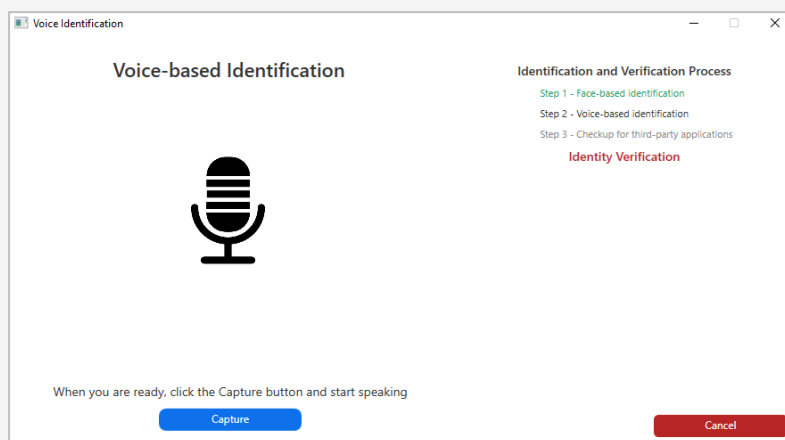 Voice Identification
Voice-based Identification
When you are ready, click the Capture button and start speaking
Capture
Identification and Verification Process
Step 1 - Face-based identification
Step 2 - Voice-based identification
Step 3 - Checkup for third-party applications
Identity Verification
Cancel